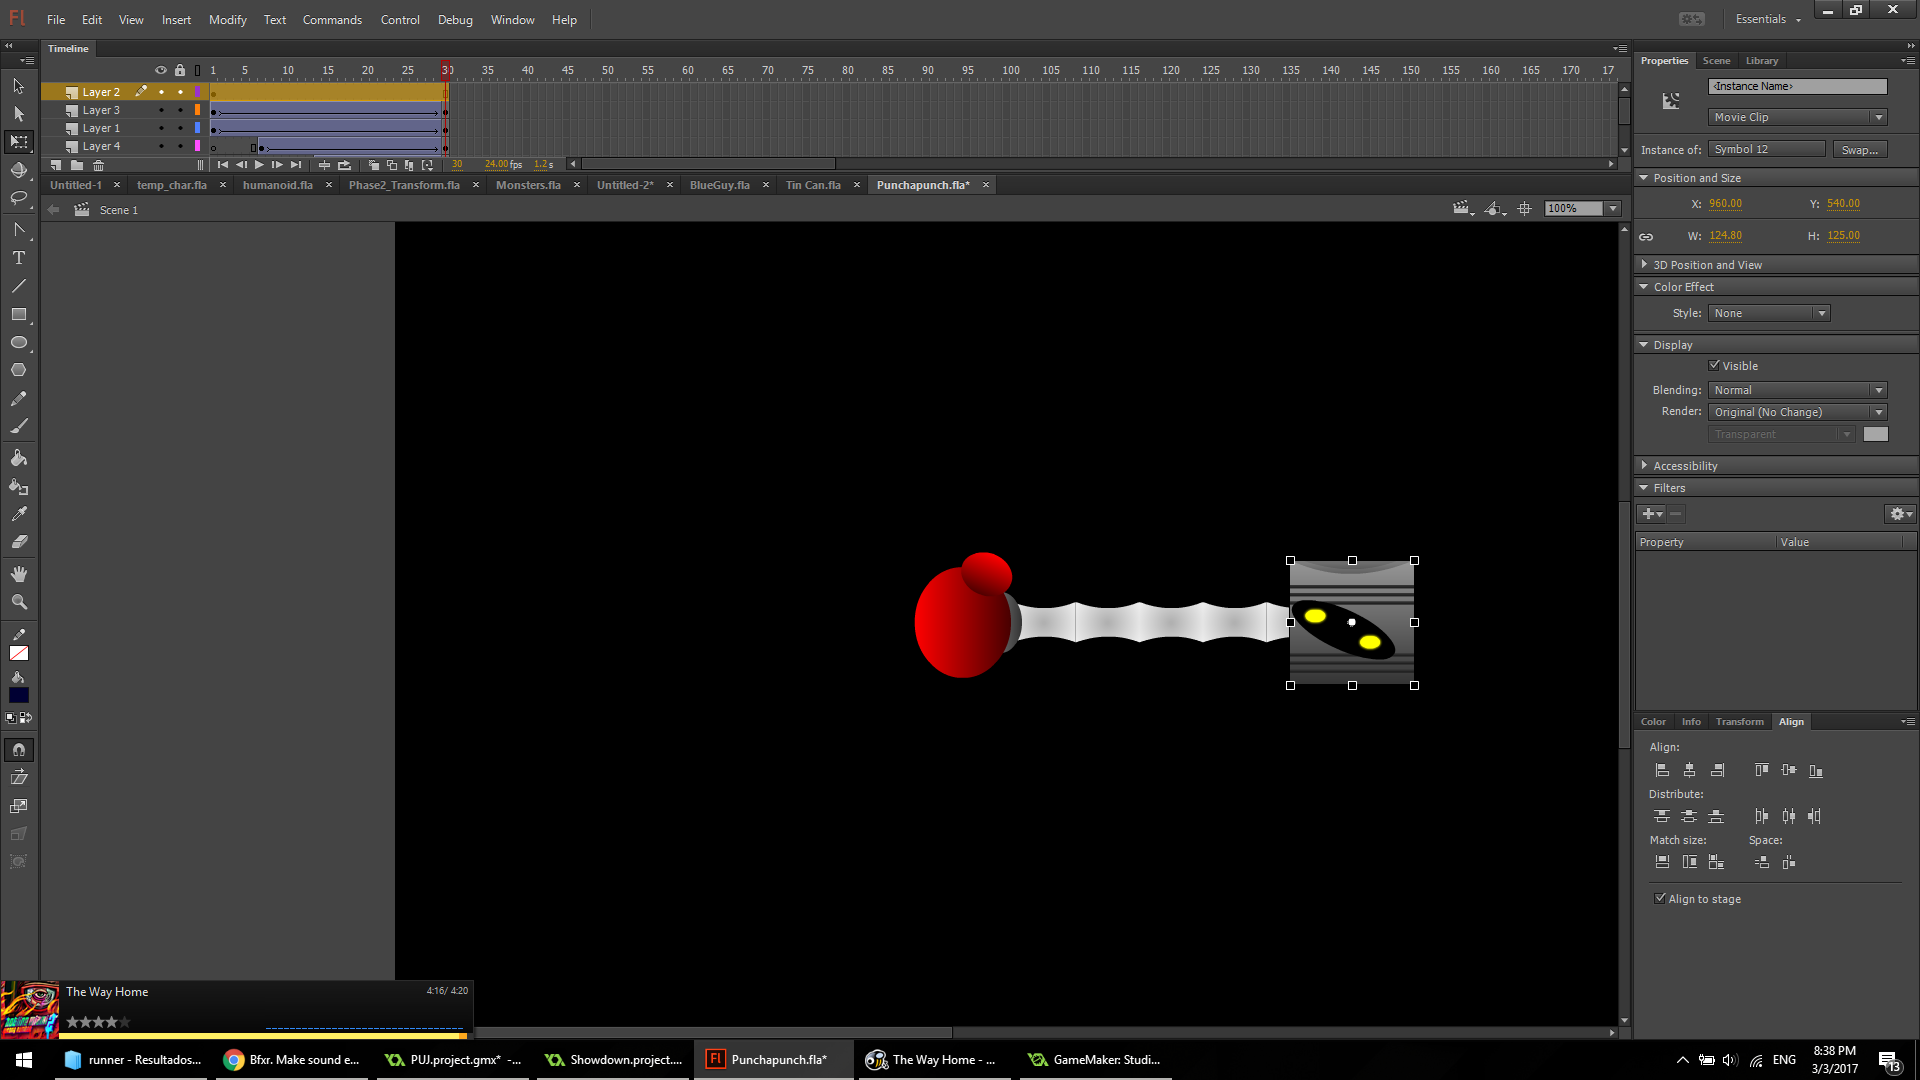 Fl File Edit View Insert Modify Text Commands Control Debug Window Help Essentials
Timeline
1 5 10 15 20 25 30 35 40 45 50 55 60 65 70 75 80 85 90 95 100 105 110 115 120 125 130 135 140 145 150 155 160 165 170 17
Layer 2
Layer 3
Layer 1
Layer 4
30 24.00 fps 1.2 s
Untitled-1 temp_char.fla humanoid.fla Phase2_Transform.fla Monsters.fla Untitled-2* BlueGuy.fla Tin Can.fla Punchapunch.fla*
Scene 1 100%
Properties Scene Library
<Instance Name>
Movie Clip
Instance of: Symbol 12 Swap...
Position and Size
X: 960.00 Y: 540.00
W: 124.80 H: 125.00
3D Position and View
Color Effect
Style: None
Display
Visible
Blending: Normal
Render: Original (No Change)
Transparent
Accessibility
Filters
Property Value
Color Info Transform Align
Align:
Distribute:
Match size: Space:
Align to stage
The Way Home 4:16/ 4:20
runner - Resultados... Bfxr. Make sound e... PUJ.project.gmx* -... Showdown.project.... Fl Punchapunch.fla* The Way Home - ... GameMaker: Studi... ENG
8:38 PM
3/3/2017
13